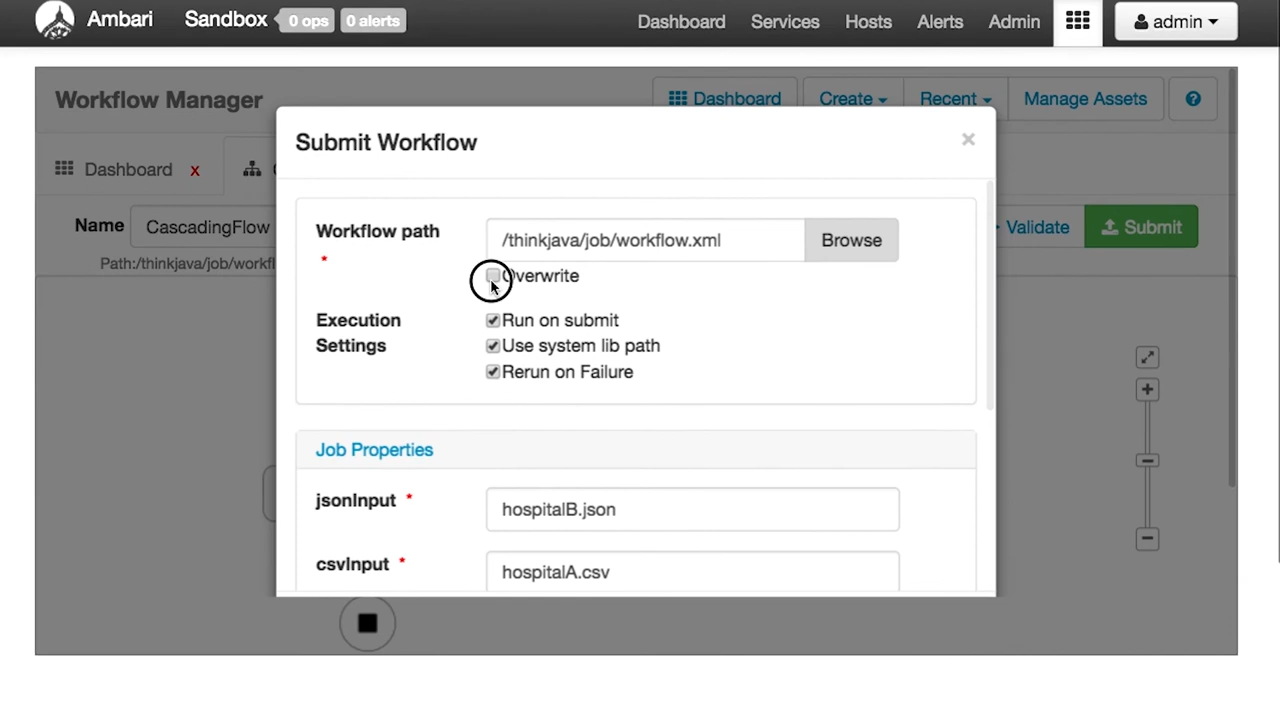 Ambari Sandbox 0 ops 0 alerts Dashboard Services Hosts Alerts Admin admin
Workflow Manager Dashboard Create Recent Manage Assets
Submit Workflow ×
Dashboard x
Name CascadingFlow Validate Submit
Path:/thinkjava/job/workfl
Workflow path * /thinkjava/job/workflow.xml Browse
Overwrite
Execution Settings
Run on submit
Use system lib path
Rerun on Failure
Job Properties
jsonInput * hospitalB.json
csvInput * hospitalA.csv